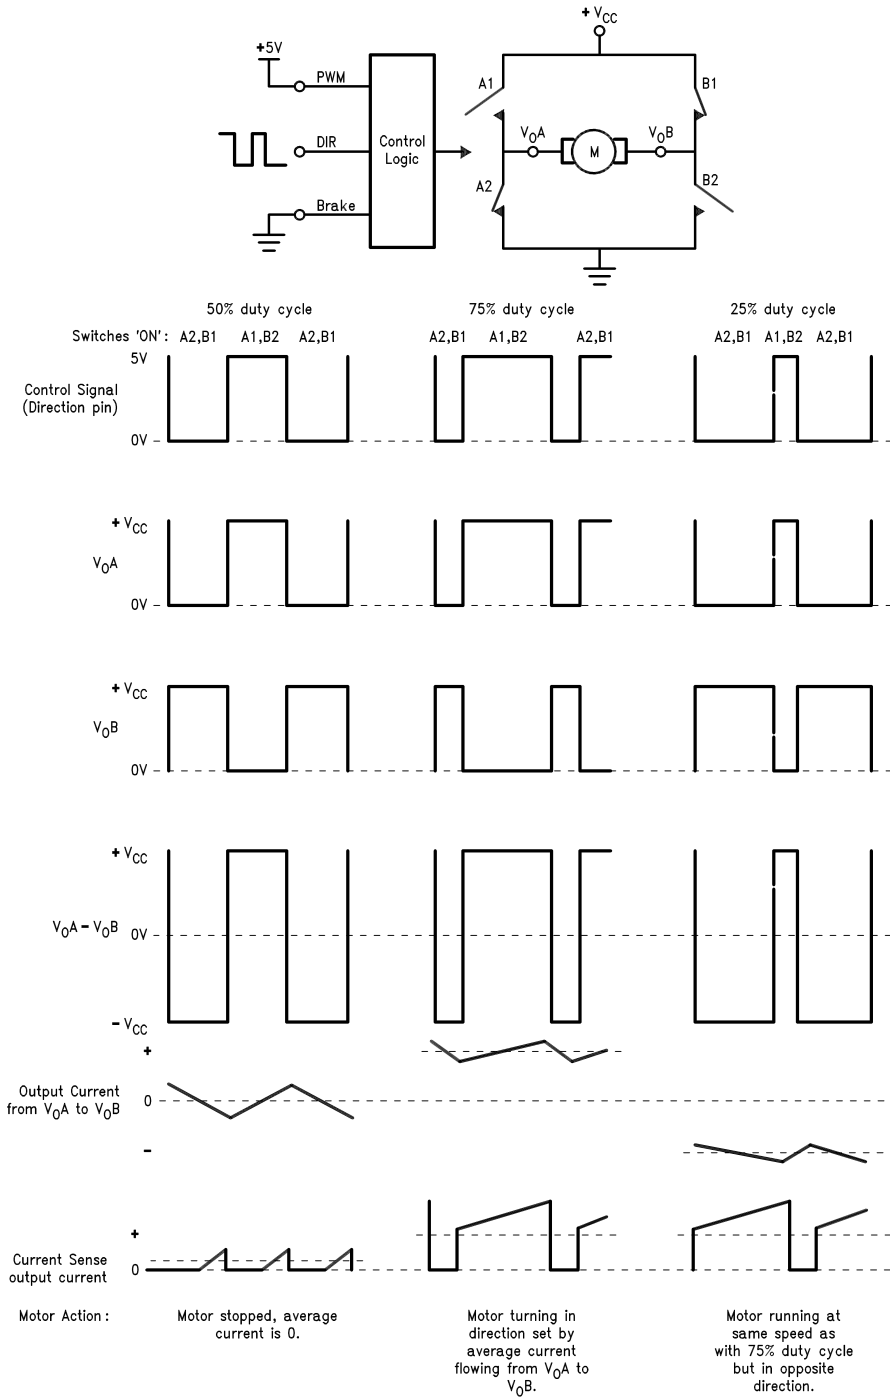 + VCC
+5V
PWM
A1
B1
DIR
Control
Logic
VOA
M
VOB
A2
B2
Brake
50% duty cycle
75% duty cycle
25% duty cycle
Switches 'ON':
A2,B1
A1,B2
A2,B1
A2,B1
A1,B2
A2,B1
A2,B1
A1,B2
A2,B1
5V
Control Signal
(Direction pin)
0V
+ VCC
VOA
0V
+ VCC
VOB
0V
+ VCC
VOA – VOB
0V
– VCC
+
Output Current
from VOA to VOB
0
–
+
Current Sense
output current
0
Motor Action:
Motor stopped, average
current is 0.
Motor turning in
direction set by
average current
flowing from VOA to
VOB.
Motor running at
same speed as
with 75% duty cycle
but in opposite
direction.